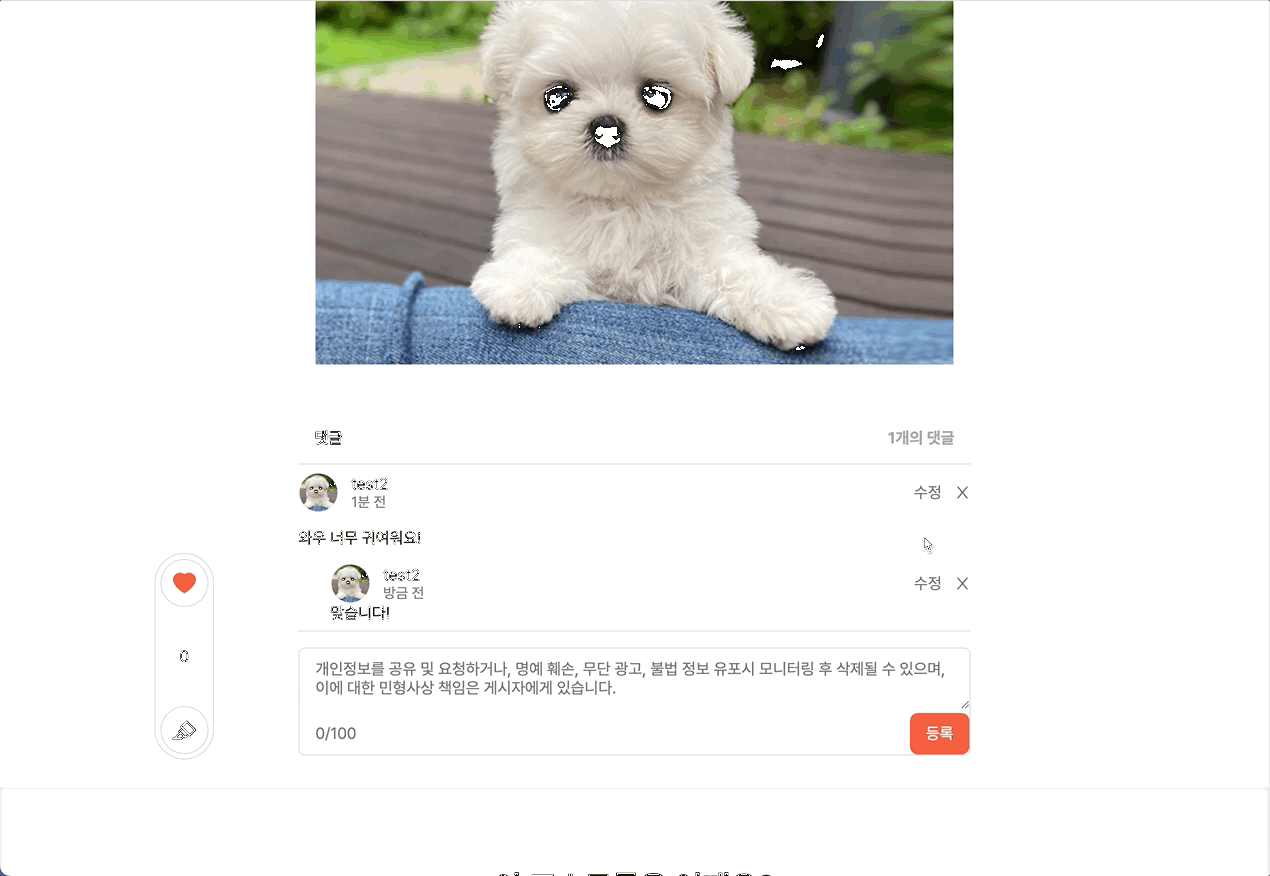 댓글
1개의 댓글
test2
1분 전
수정 X
와우 너무 귀여워요!
test2
방금 전
수정 X
맞습니다!
0
개인정보를 공유 및 요청하거나, 명예 훼손, 무단 광고, 불법 정보 유포시 모니터링 후 삭제될 수 있으며,
이에 대한 민형사상 책임은 게시자에게 있습니다.
0/100
등록